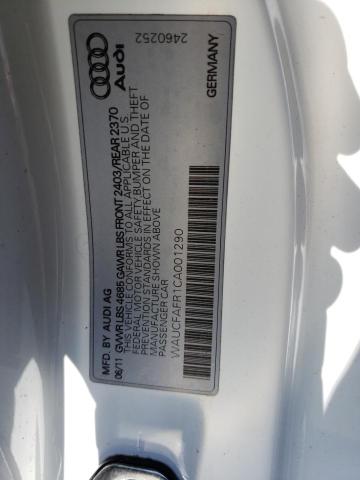 Audi
2460252
GERMANY
MFD. BY AUDI AG
06/11 GVWR LBS 4685 GAWR LBS FRONT 2403/REAR 2370
THIS VEHICLE CONFORMS TO ALL APPLICABLE U.S.
FEDERAL MOTOR VEHICLE SAFETY, BUMPER AND THEFT
PREVENTION STANDARDS IN EFFECT ON THE DATE OF
MANUFACTURE SHOWN ABOVE
PASSENGER CAR
WAUCFAFR1CA001290